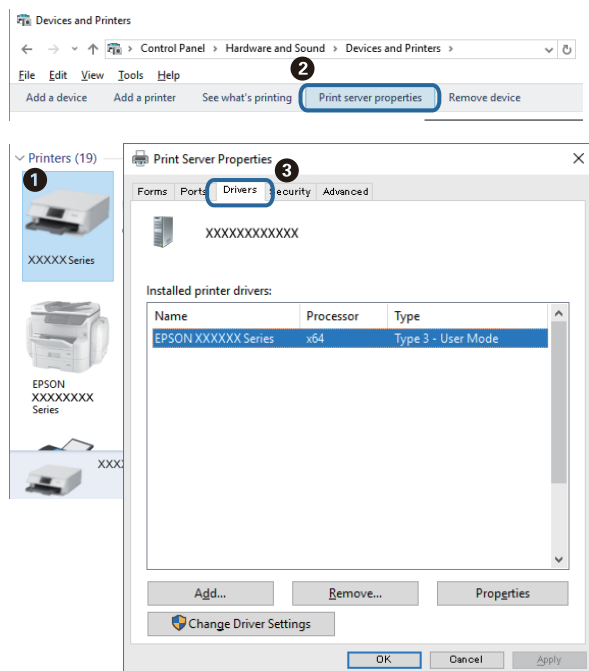 Devices and Printers
Control Panel > Hardware and Sound > Devices and Printers >
2
File Edit View Tools Help
Add a device Add a printer See what's printing Print server properties Remove device
Printers (19)
1
XXXXX Series
EPSON
XXXXXXXX
Series
XXX
Print Server Properties
3
Forms Ports Drivers Security Advanced
XXXXXXXXXXXX
Installed printer drivers:
Name Processor Type
EPSON XXXXXX Series x64 Type 3 - User Mode
Add... Remove... Properties
Change Driver Settings
OK Cancel Apply